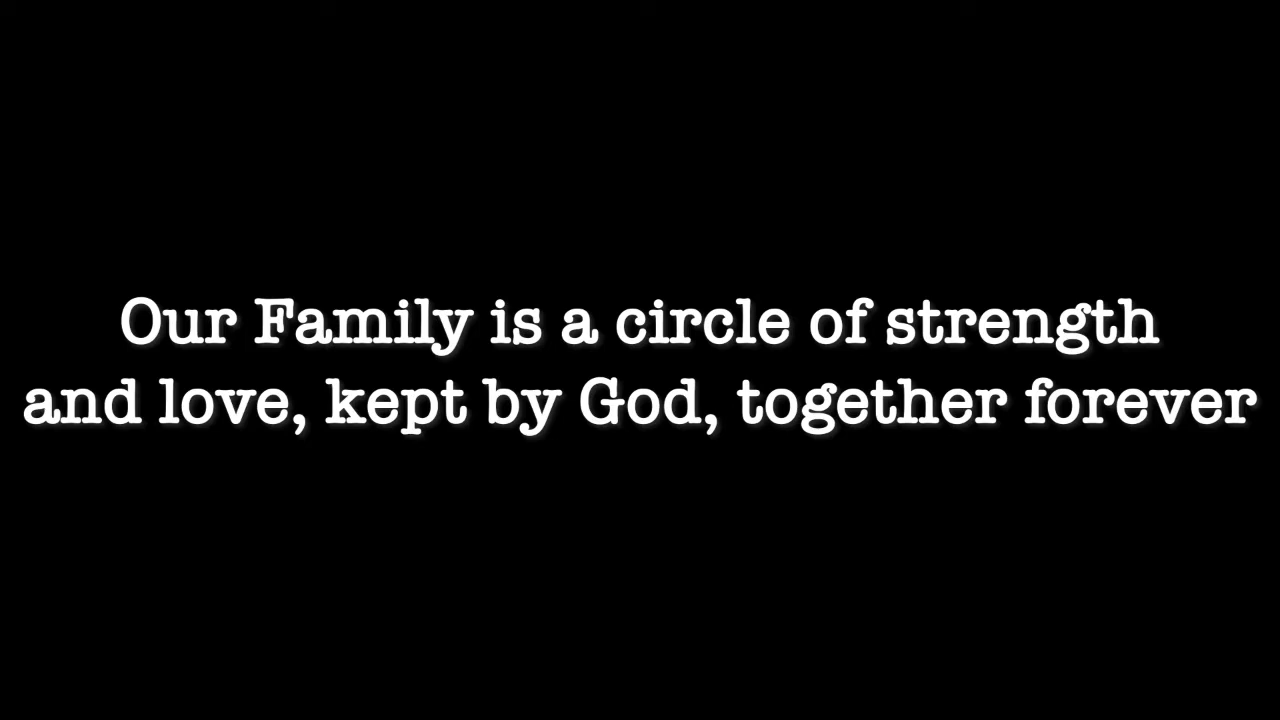 Our Family is a circle of strength
and love, kept by God, together forever